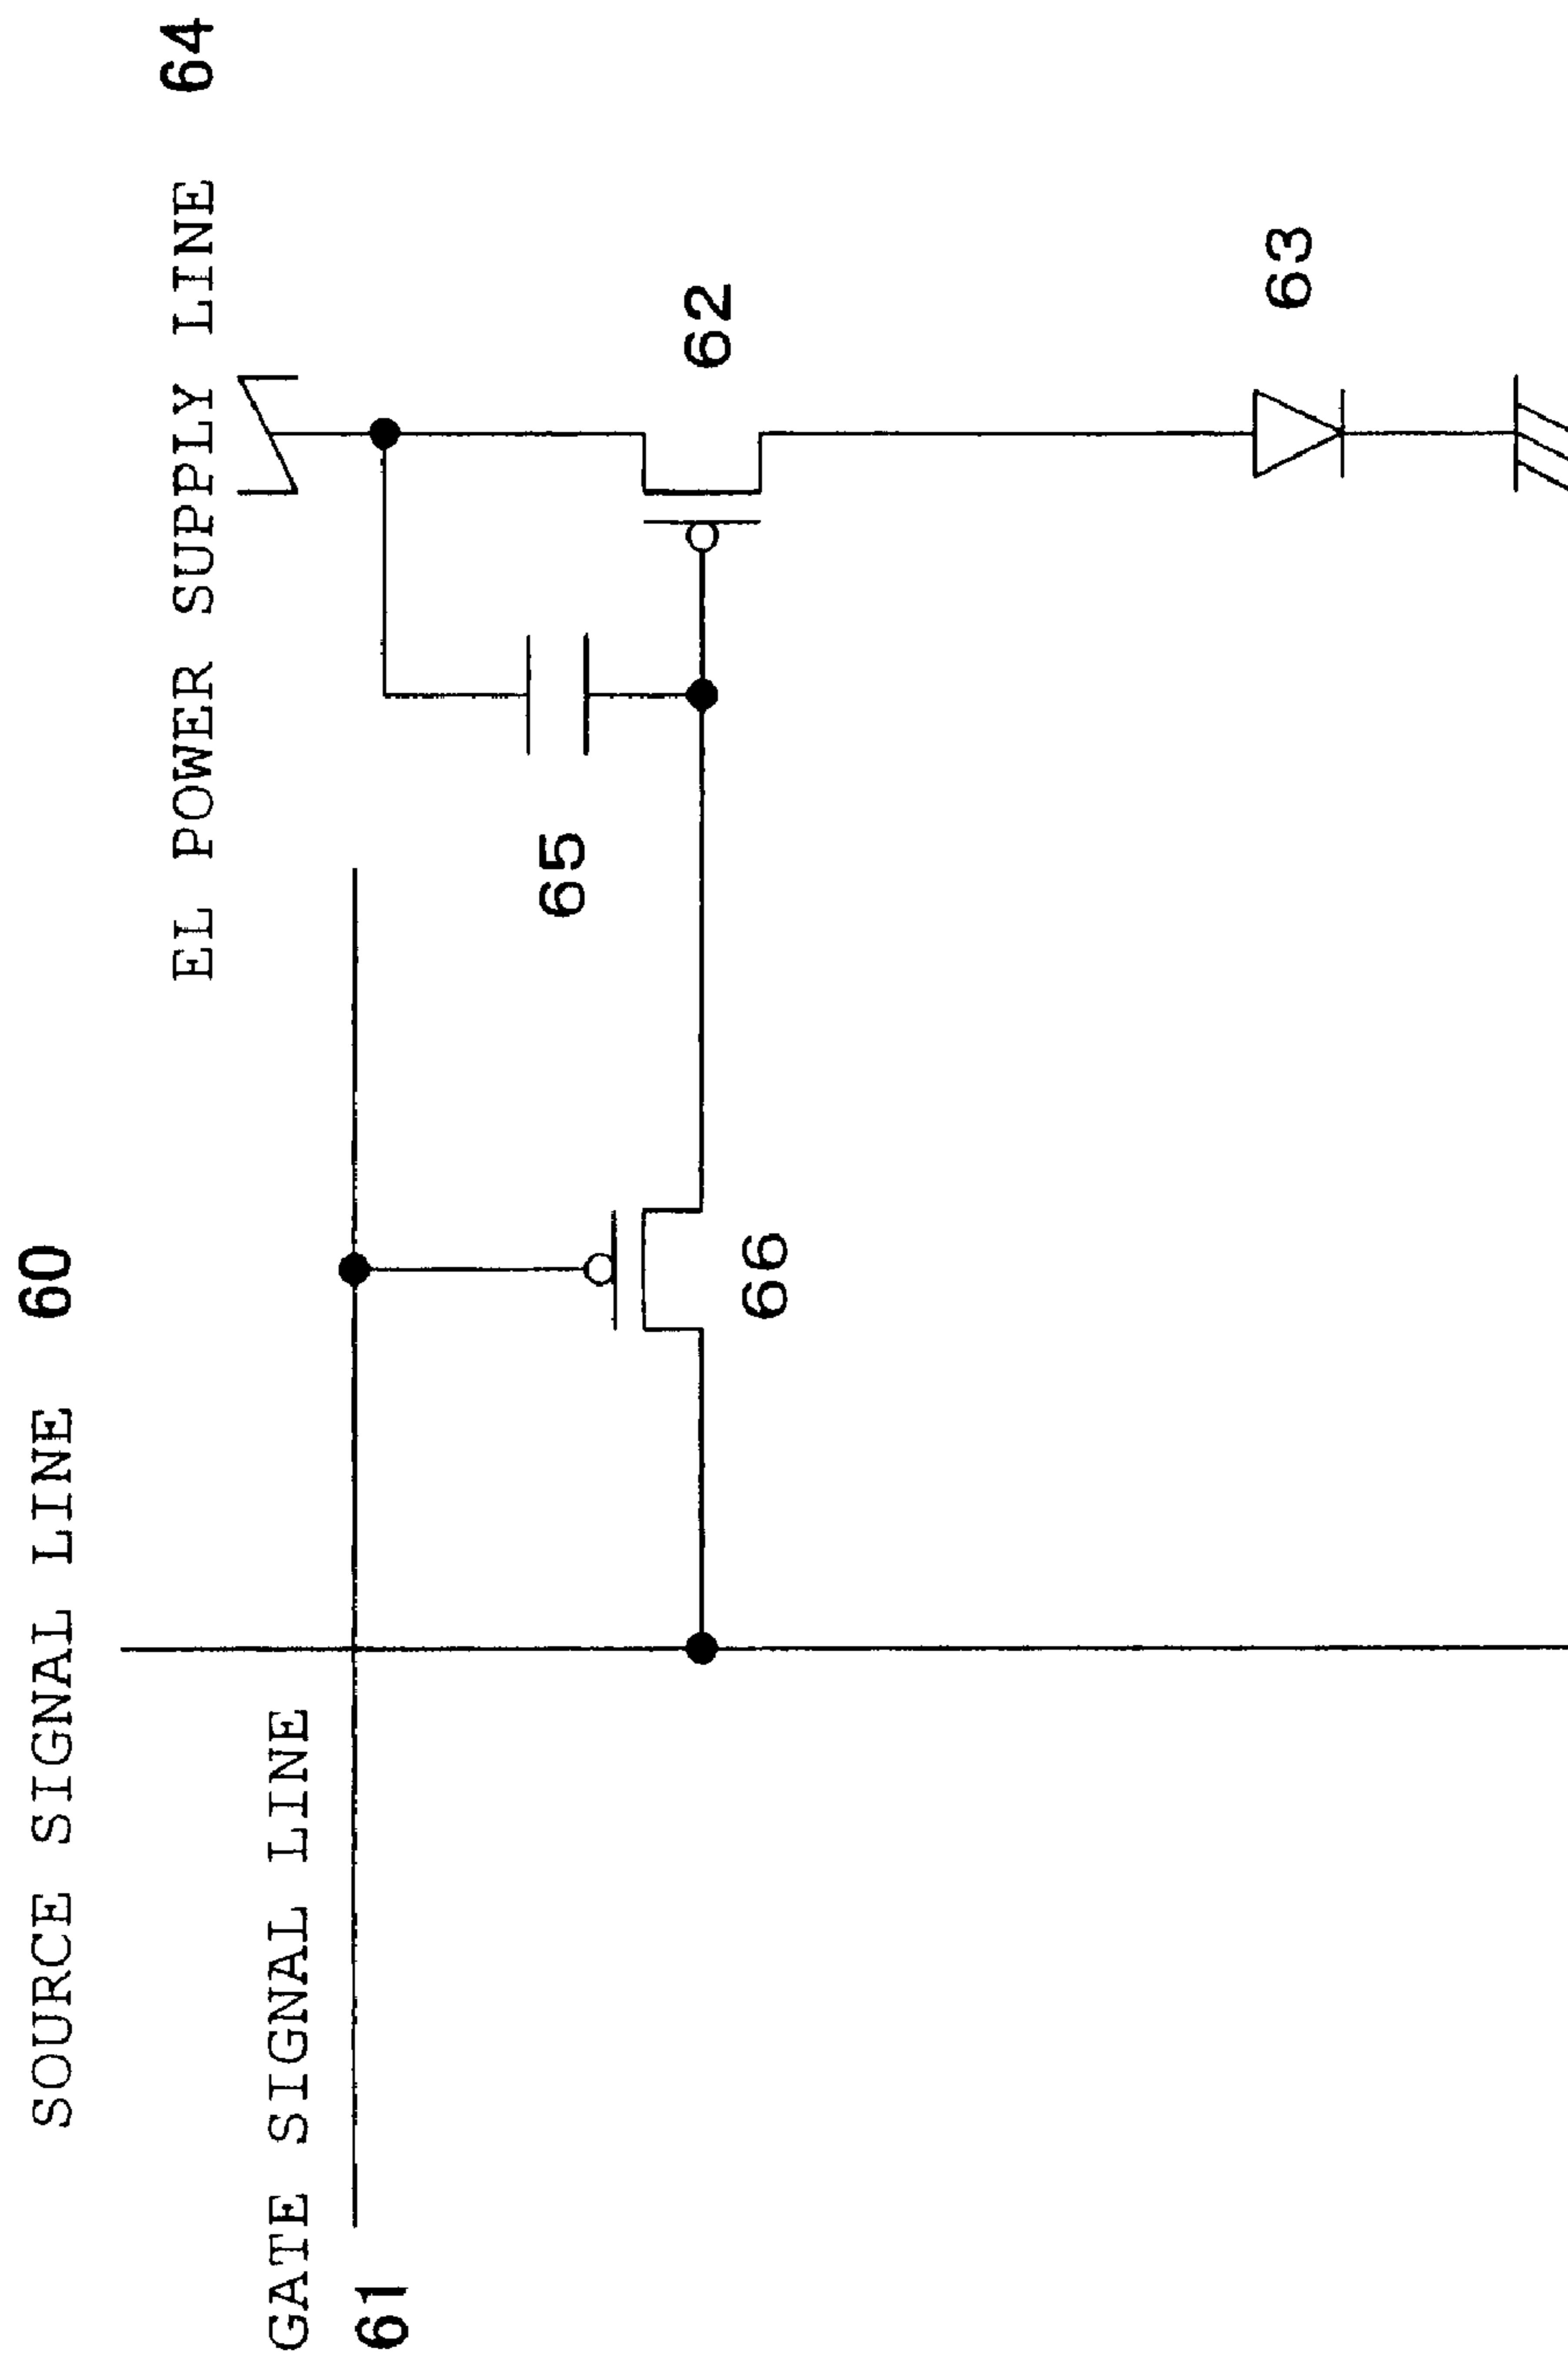 SOURCE SIGNAL LINE 60
EL POWER SUPPLY LINE 64
GATE SIGNAL LINE
61
65
62
66
63